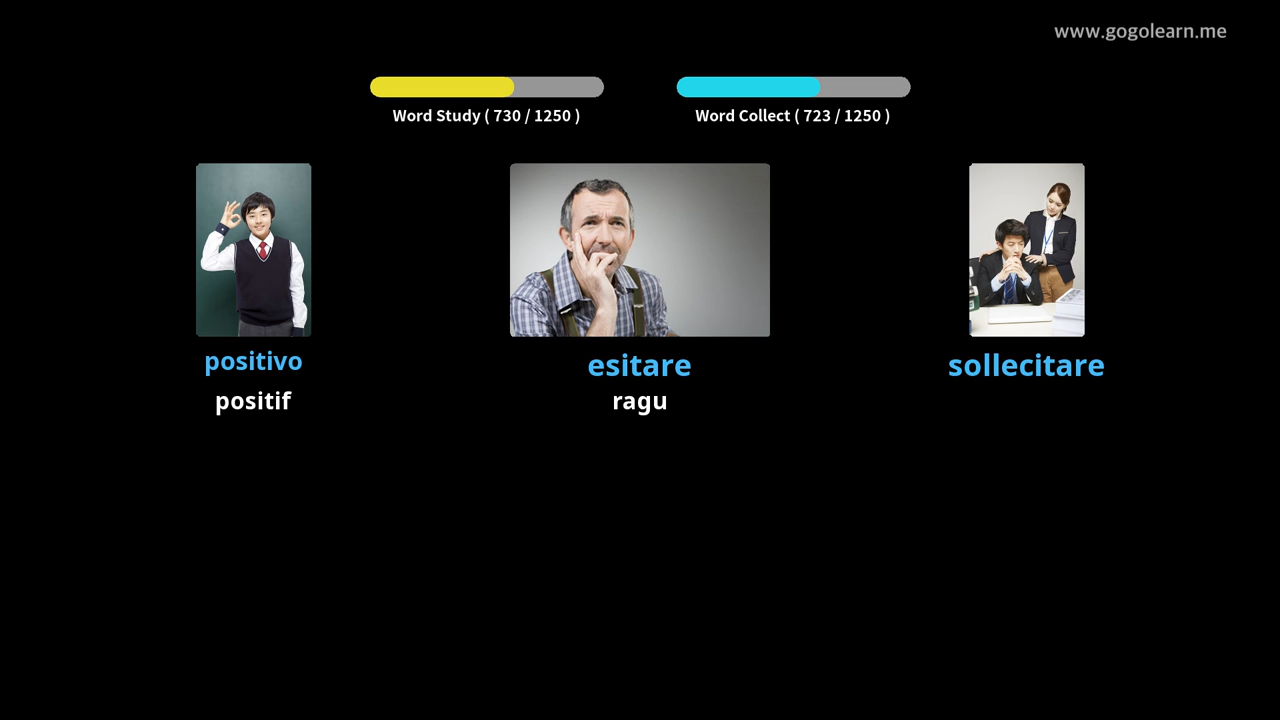 www.gogolearn.me
Word Study ( 730 / 1250 )
Word Collect ( 723 / 1250 )
positivo
esitare
sollecitare
positif
ragu